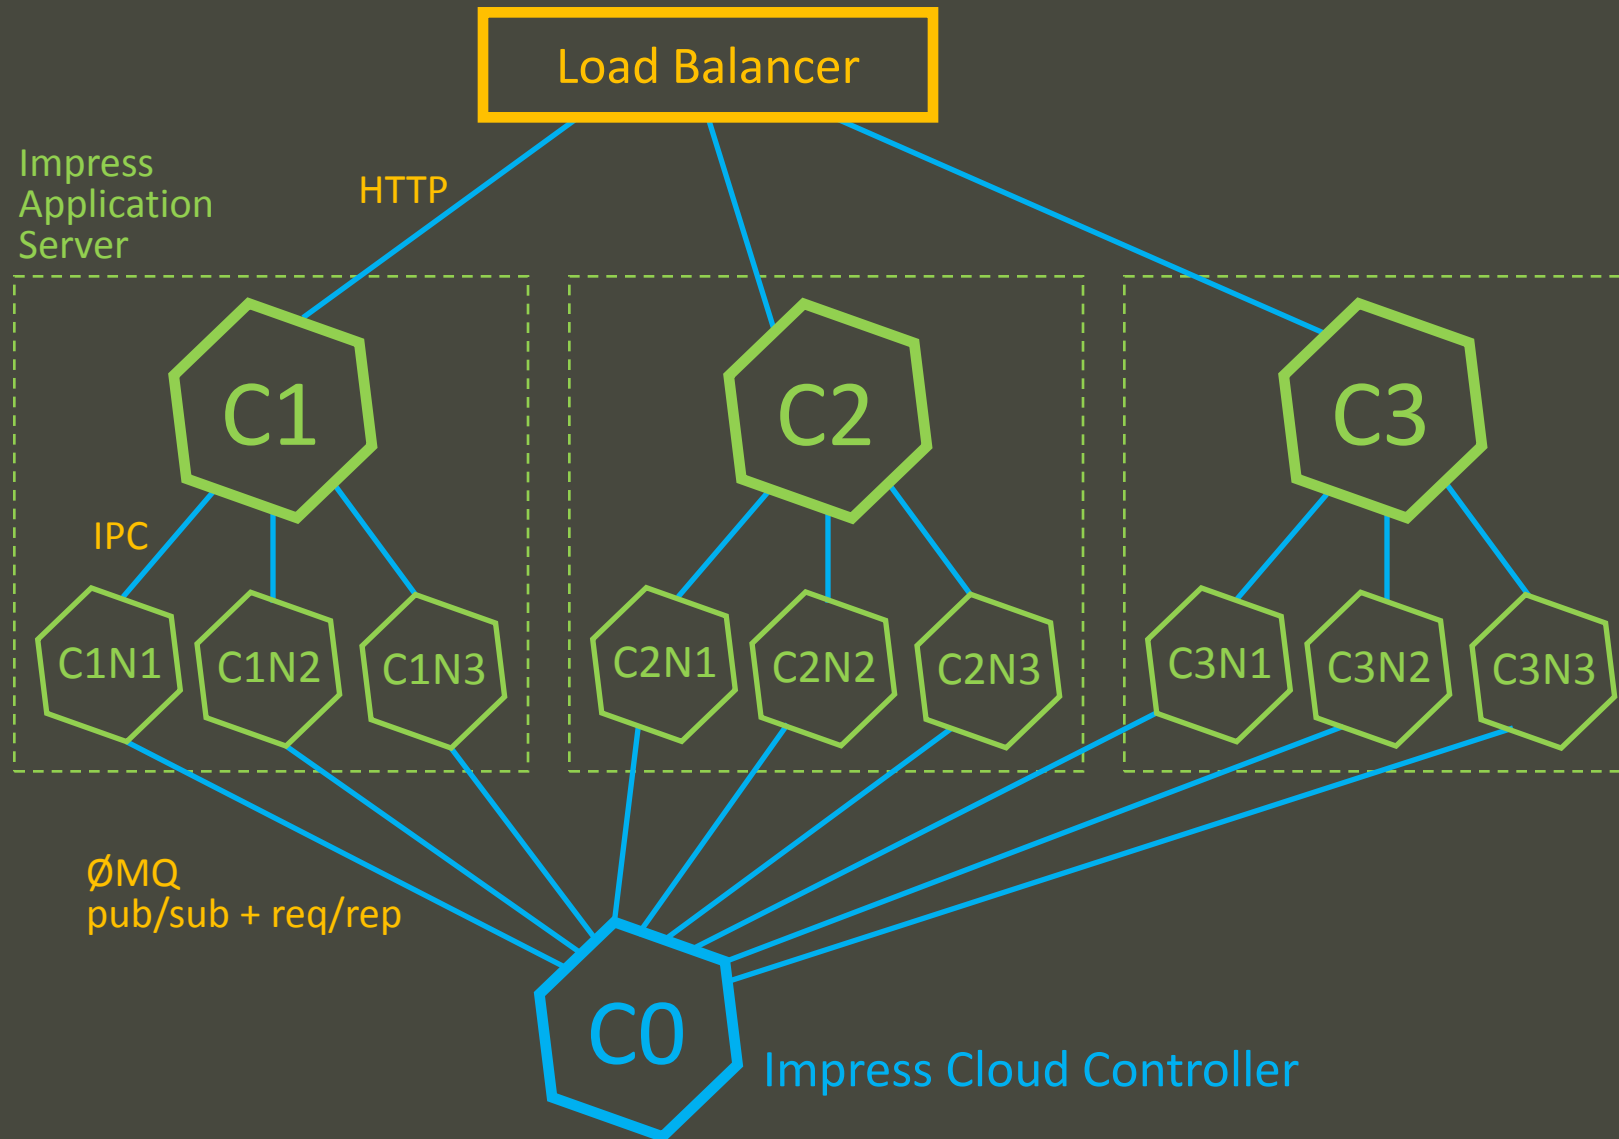 Load Balancer
Impress
Application
Server
HTTP
C1
C2
C3
IPC
C1N1
C1N2
C1N3
C2N1
C2N2
C2N3
C3N1
C3N2
C3N3
ØMQ
pub/sub + req/rep
C0
Impress Cloud Controller